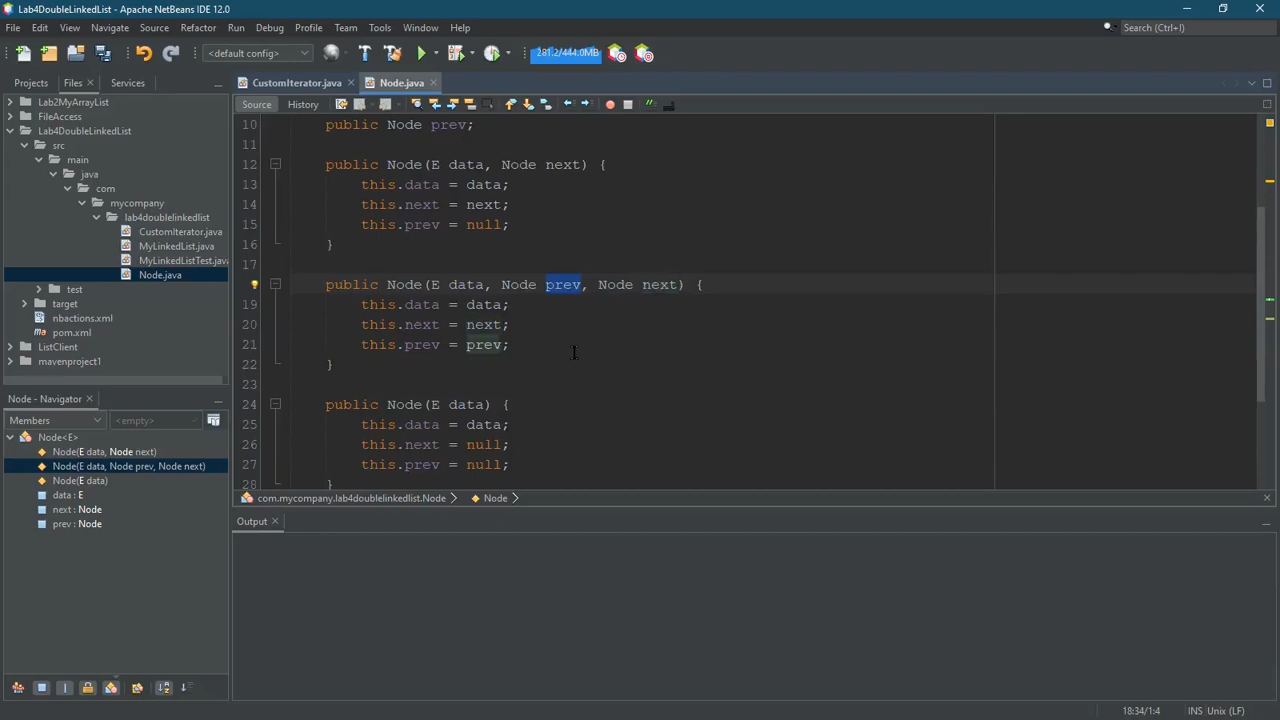 Lab4DoubleLinkedList - Apache NetBeans IDE 12.0
File Edit View Navigate Source Refactor Run Debug Profile Team Tools Window Help
Search (Ctrl+I)
<default config>
281.2/444.0MB
Projects Files Services
CustomIterator.java Node.java
Source History
Lab2MyArrayList
FileAccess
Lab4DoubleLinkedList
src
main
java
com
mycompany
lab4doublelinkedlist
CustomIterator.java
MyLinkedList.java
MyLinkedListTest.java
Node.java
test
target
nbactions.xml
pom.xml
ListClient
mavenproject1
Node - Navigator
Members <empty>
Node<E>
Node(E data, Node next)
Node(E data, Node prev, Node next)
Node(E data)
data : E
next : Node
prev : Node
10 public Node prev;
11
12 public Node(E data, Node next) {
13 this.data = data;
14 this.next = next;
15 this.prev = null;
16 }
17
public Node(E data, Node prev, Node next) {
19 this.data = data;
20 this.next = next;
21 this.prev = prev;
22 }
23
24 public Node(E data) {
25 this.data = data;
26 this.next = null;
27 this.prev = null;
28 }
com.mycompany.lab4doublelinkedlist.Node Node
Output
18:34/1:4 INS Unix (LF)